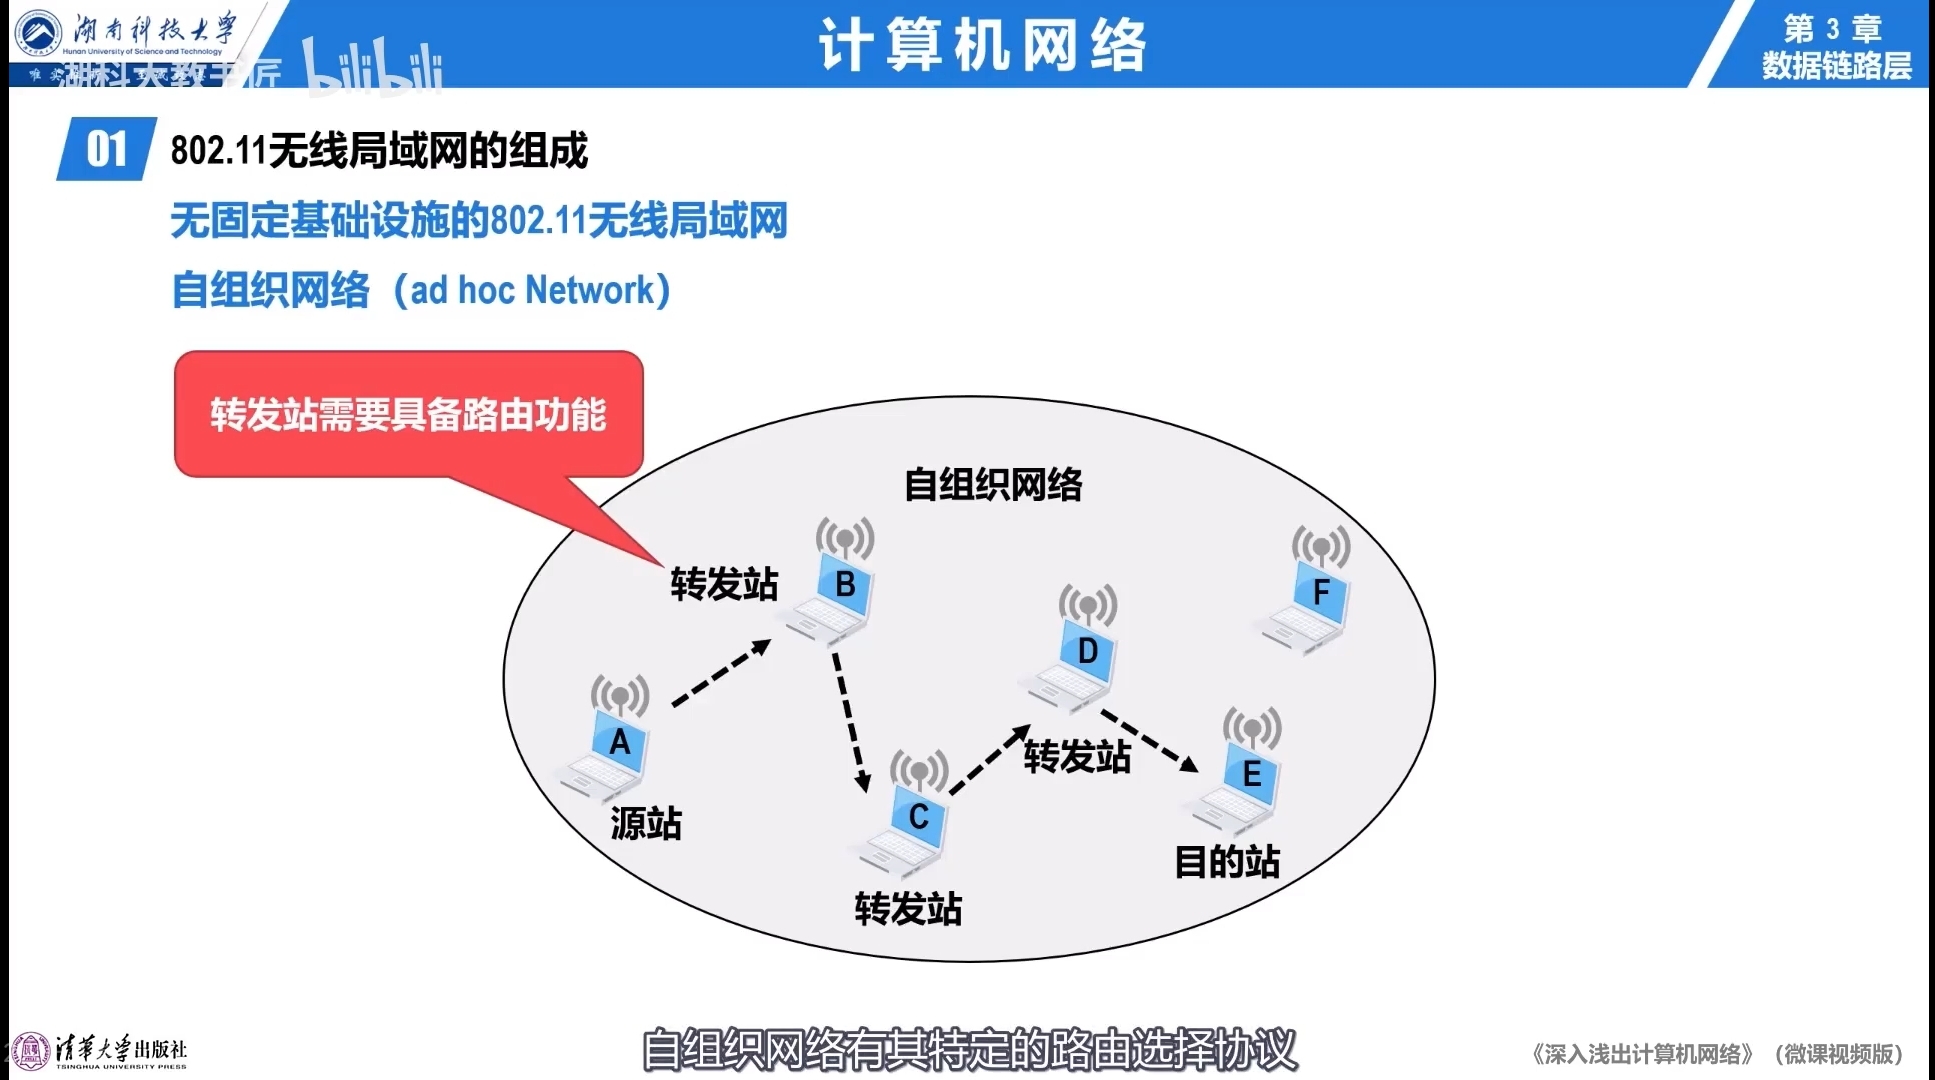 湖南科技大学
Hunan University of Science and Technology
湖科大教书匠 bilibili
计算机网络
第 3 章
数据链路层
01 802.11无线局域网的组成
无固定基础设施的802.11无线局域网
自组织网络（ad hoc Network）
转发站需要具备路由功能
自组织网络
转发站
B
F
D
A
转发站
E
C
源站
目的站
转发站
自组织网络有其特定的路由选择协议
清华大学出版社
TSINGHUA UNIVERSITY PRESS
《深入浅出计算机网络》（微课视频版）